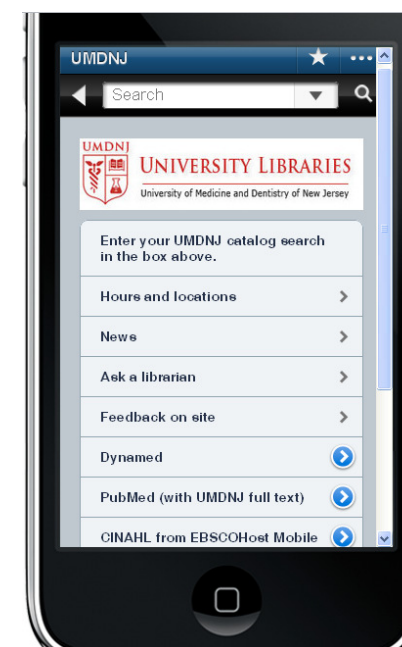 UMDNJ
Search
UMDNJ
UNIVERSITY LIBRARIES
University of Medicine and Dentistry of New Jersey
Enter your UMDNJ catalog search
in the box above.
Hours and locations
News
Ask a librarian
Feedback on site
Dynamed
PubMed (with UMDNJ full text)
CINAHL from EBSCOHost Mobile